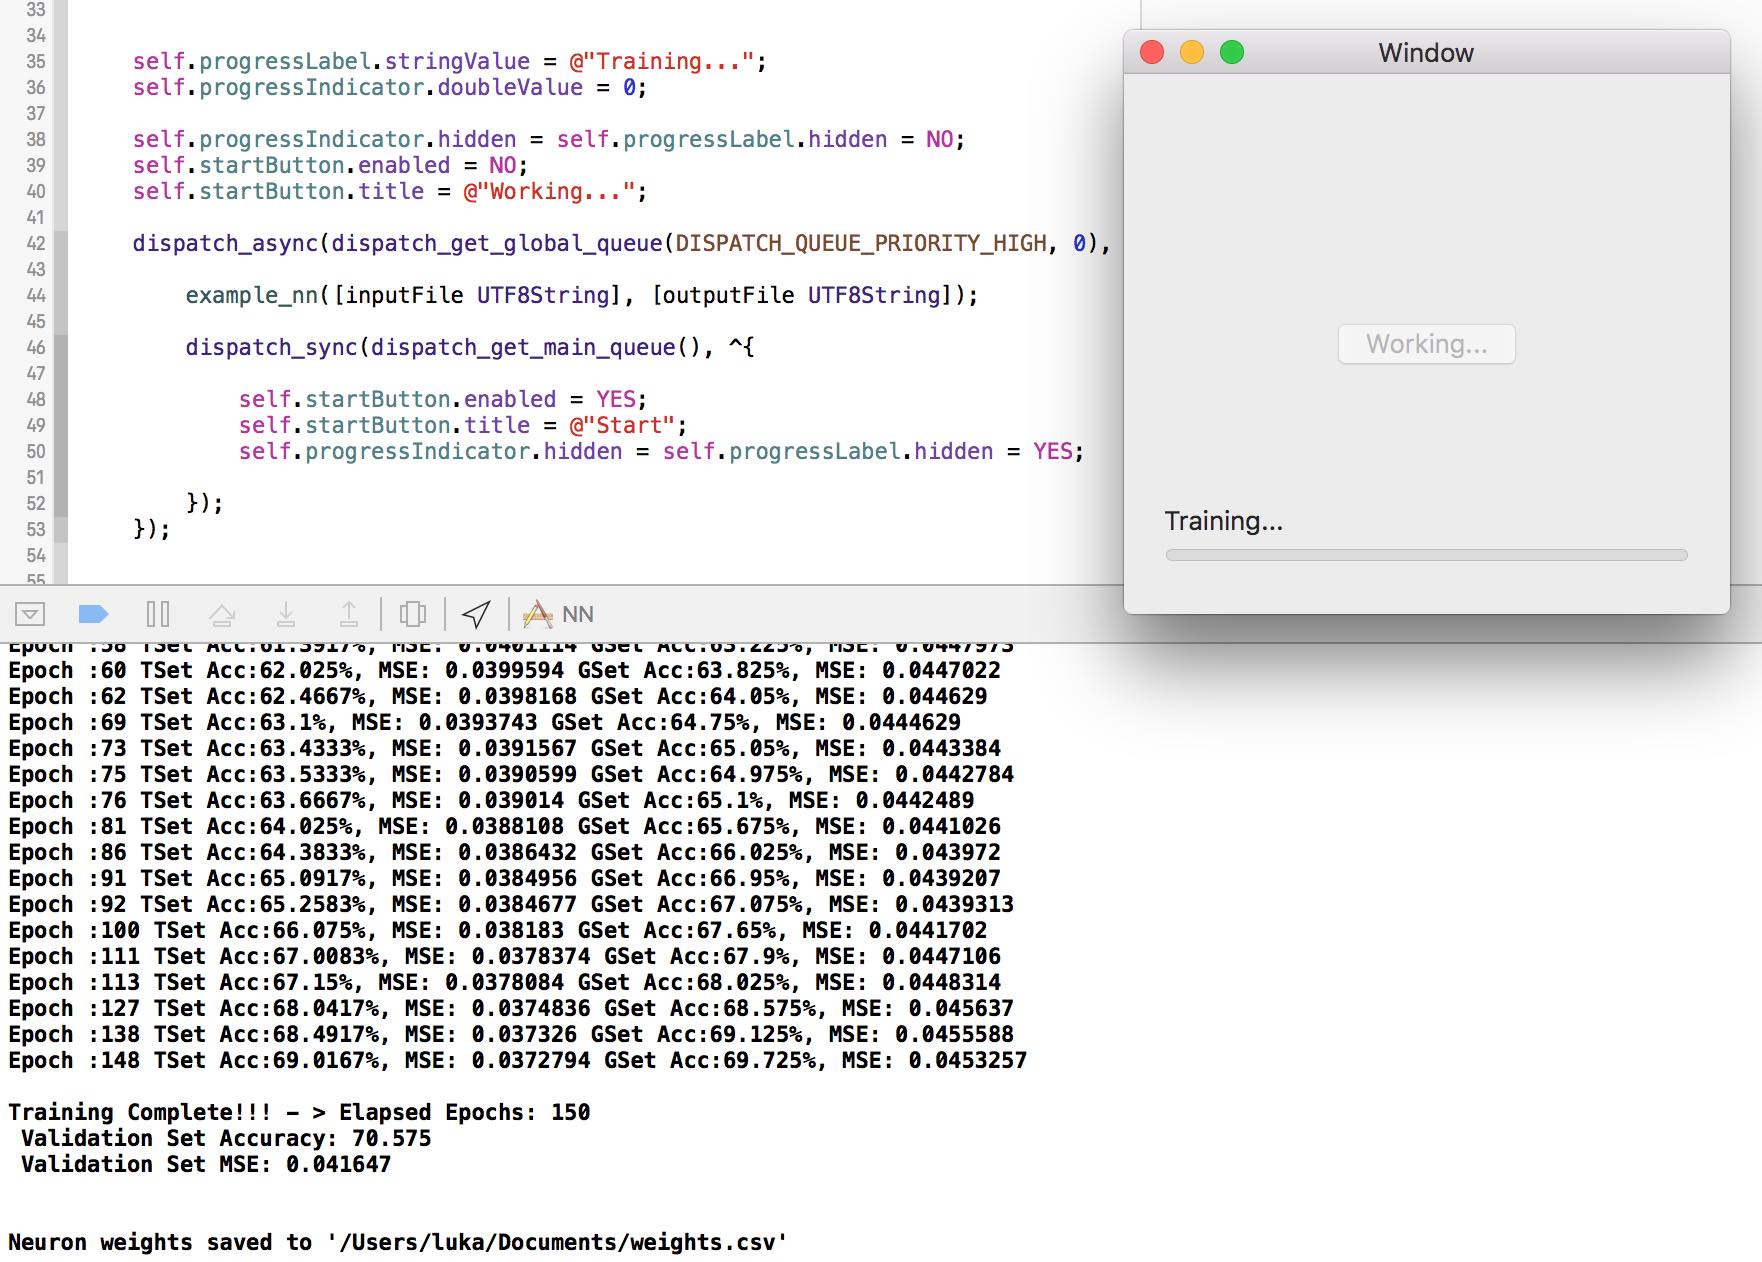 33
34
35 self.progressLabel.stringValue = @"Training...";
36 self.progressIndicator.doubleValue = 0;
37
38 self.progressIndicator.hidden = self.progressLabel.hidden = NO;
39 self.startButton.enabled = NO;
40 self.startButton.title = @"Working...";
41
42 dispatch_async(dispatch_get_global_queue(DISPATCH_QUEUE_PRIORITY_HIGH, 0),
43
44 example_nn([inputFile UTF8String], [outputFile UTF8String]);
45
46 dispatch_sync(dispatch_get_main_queue(), ^{
47
48 self.startButton.enabled = YES;
49 self.startButton.title = @"Start";
50 self.progressIndicator.hidden = self.progressLabel.hidden = YES;
51
52 });
53 });
54
55
Window
Working...
Training...
NN
Epoch :58 TSet Acc:61.5917%, MSE: 0.0401114 GSet Acc:63.225%, MSE: 0.0447973
Epoch :60 TSet Acc:62.025%, MSE: 0.0399594 GSet Acc:63.825%, MSE: 0.0447022
Epoch :62 TSet Acc:62.4667%, MSE: 0.0398168 GSet Acc:64.05%, MSE: 0.044629
Epoch :69 TSet Acc:63.1%, MSE: 0.0393743 GSet Acc:64.75%, MSE: 0.0444629
Epoch :73 TSet Acc:63.4333%, MSE: 0.0391567 GSet Acc:65.05%, MSE: 0.0443384
Epoch :75 TSet Acc:63.5333%, MSE: 0.0390599 GSet Acc:64.975%, MSE: 0.0442784
Epoch :76 TSet Acc:63.6667%, MSE: 0.039014 GSet Acc:65.1%, MSE: 0.0442489
Epoch :81 TSet Acc:64.025%, MSE: 0.0388108 GSet Acc:65.675%, MSE: 0.0441026
Epoch :86 TSet Acc:64.3833%, MSE: 0.0386432 GSet Acc:66.025%, MSE: 0.043972
Epoch :91 TSet Acc:65.0917%, MSE: 0.0384956 GSet Acc:66.95%, MSE: 0.0439207
Epoch :92 TSet Acc:65.2583%, MSE: 0.0384677 GSet Acc:67.075%, MSE: 0.0439313
Epoch :100 TSet Acc:66.075%, MSE: 0.038183 GSet Acc:67.65%, MSE: 0.0441702
Epoch :111 TSet Acc:67.0083%, MSE: 0.0378374 GSet Acc:67.9%, MSE: 0.0447106
Epoch :113 TSet Acc:67.15%, MSE: 0.0378084 GSet Acc:68.025%, MSE: 0.0448314
Epoch :127 TSet Acc:68.0417%, MSE: 0.0374836 GSet Acc:68.575%, MSE: 0.045637
Epoch :138 TSet Acc:68.4917%, MSE: 0.037326 GSet Acc:69.125%, MSE: 0.0455588
Epoch :148 TSet Acc:69.0167%, MSE: 0.0372794 GSet Acc:69.725%, MSE: 0.0453257
Training Complete!!! - > Elapsed Epochs: 150
Validation Set Accuracy: 70.575
Validation Set MSE: 0.041647
Neuron weights saved to '/Users/luka/Documents/weights.csv'